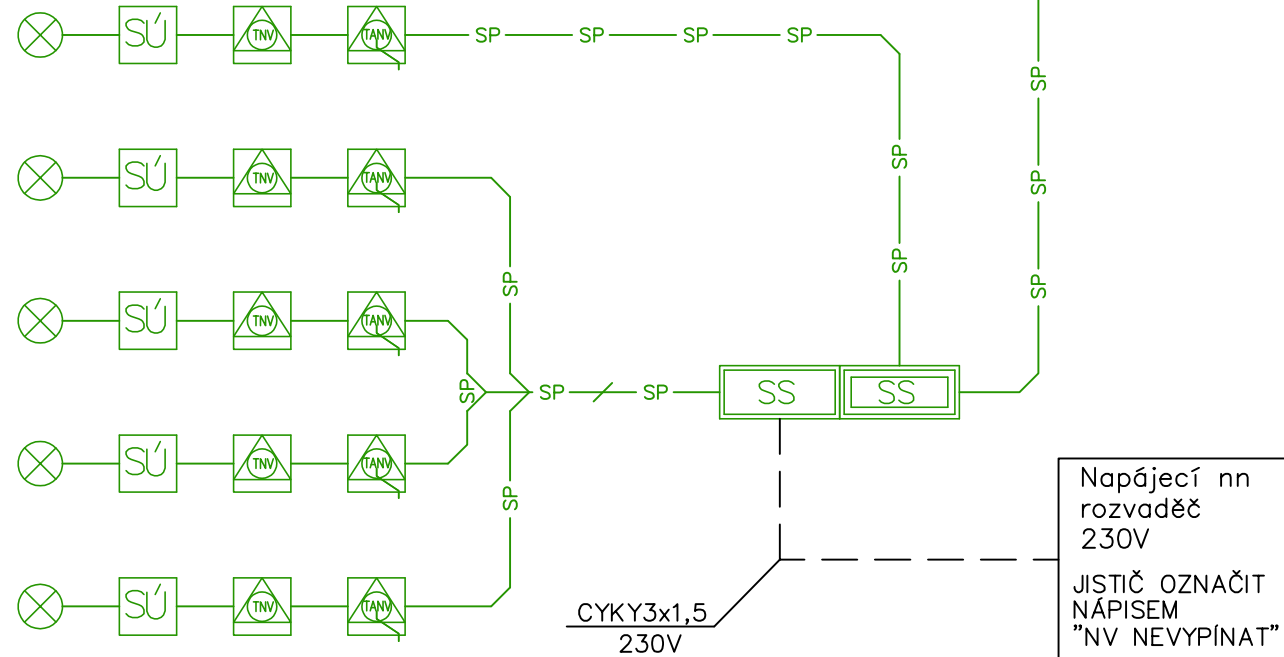 SÚ TNV TANV SP SP SP SP
SP
SÚ TNV TANV
SP
SP
SP
SP
SÚ TNV TANV
SP
SP SP SP SS SS
SÚ TNV TANV
SP
SÚ TNV TANV
Napájecí nn
rozvaděč
230V
JISTIČ OZNAČIT
NÁPISEM
"NV NEVYPÍNAT"
CYKY3x1,5
230V